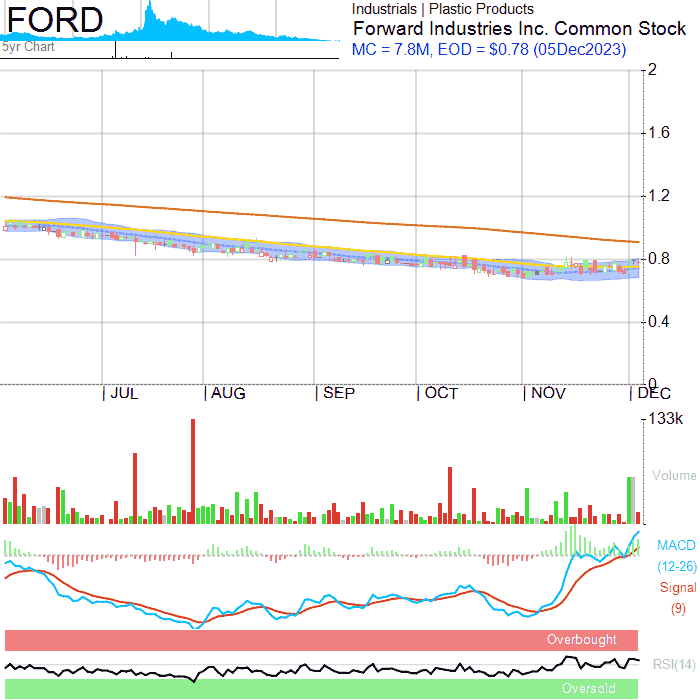 FORD
5yr Chart
Industrials | Plastic Products
Forward Industries Inc. Common Stock
MC = 7.8M, EOD = $0.78 (05Dec2023)
2
1.6
1.2
0.8
0.4
0
| JUL | AUG | SEP | OCT | NOV | DEC
133k
Volume
MACD
(12-26)
Signal
(9)
Overbought
RSI(14)
Oversold